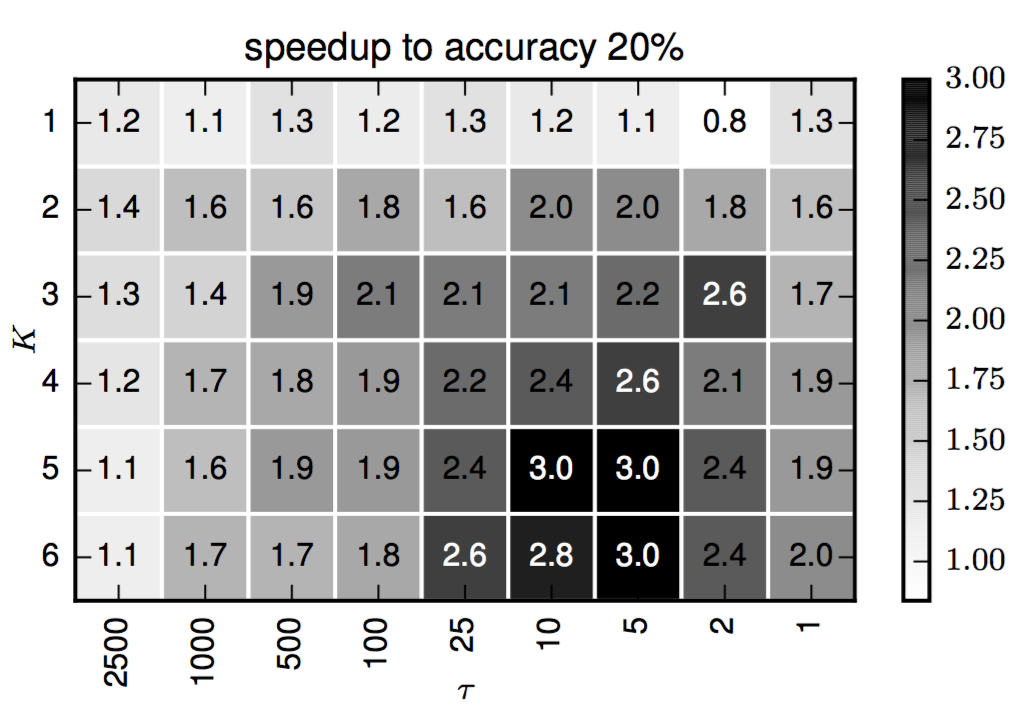 speedup to accuracy 20%
1 1.2 1.1 1.3 1.2 1.3 1.2 1.1 0.8 1.3
2 1.4 1.6 1.6 1.8 1.6 2.0 2.0 1.8 1.6
3 1.3 1.4 1.9 2.1 2.1 2.1 2.2 2.6 1.7
4 1.2 1.7 1.8 1.9 2.2 2.4 2.6 2.1 1.9
5 1.1 1.6 1.9 1.9 2.4 3.0 3.0 2.4 1.9
6 1.1 1.7 1.7 1.8 2.6 2.8 3.0 2.4 2.0
K
2500 1000 500 100 25 10 5 2 1
τ
3.00
2.75
2.50
2.25
2.00
1.75
1.50
1.25
1.00